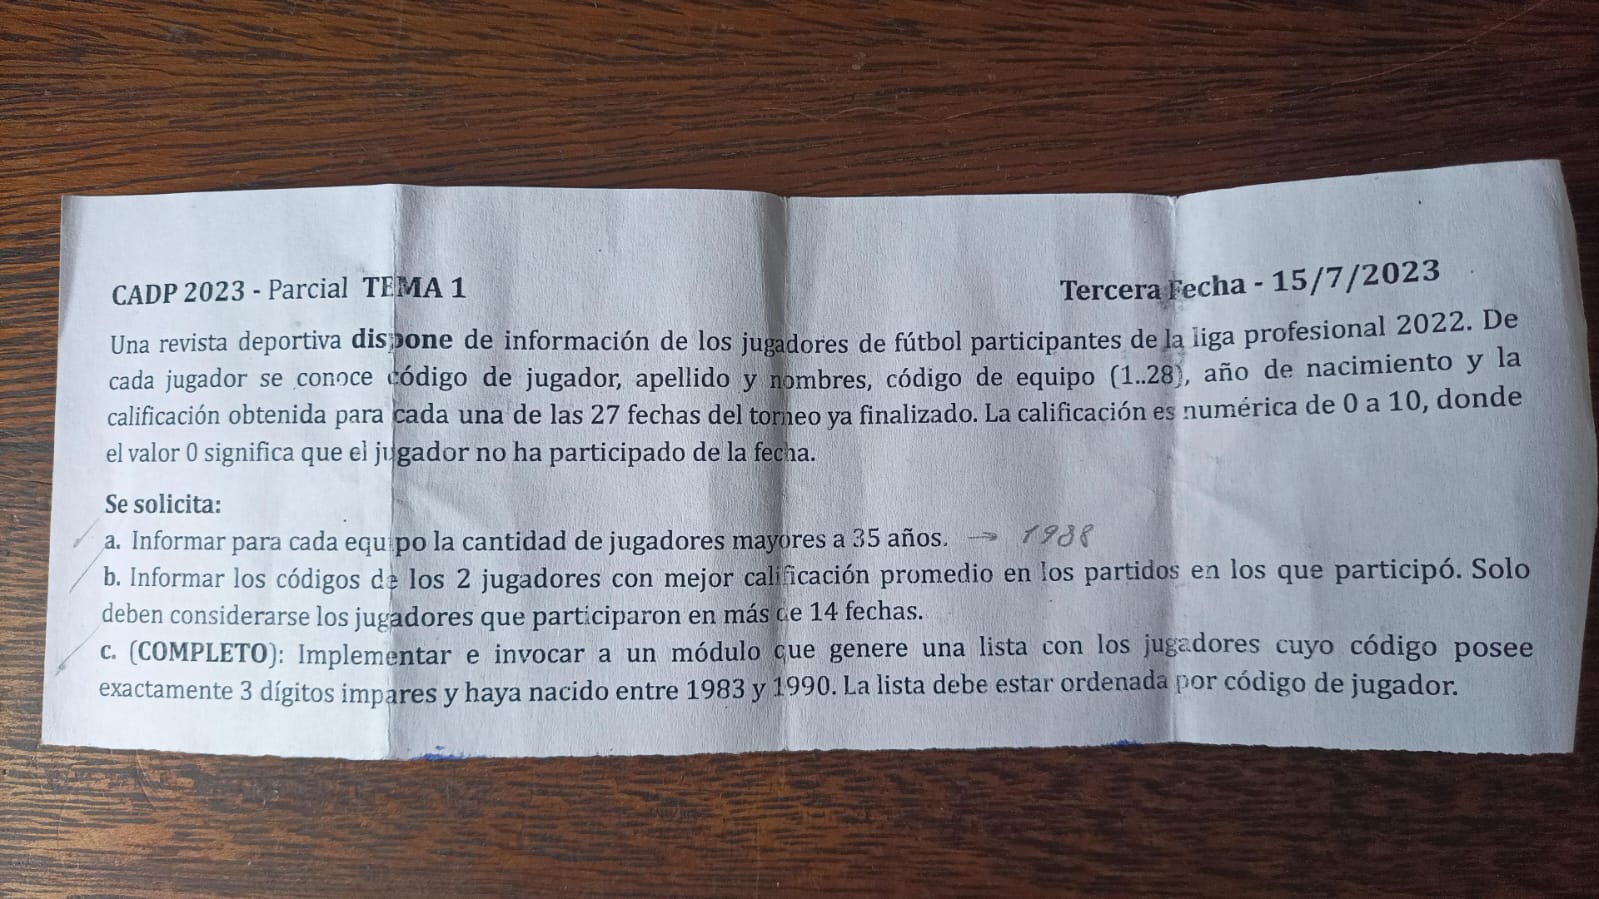 CADP 2023 - Parcial TEMA 1 Tercera Fecha - 15/7/2023
Una revista deportiva dispone de información de los jugadores de fútbol participantes de la liga profesional 2022. De
cada jugador se conoce código de jugador, apellido y nombres, código de equipo (1..28), año de nacimiento y la
calificación obtenida para cada una de las 27 fechas del torneo ya finalizado. La calificación es numérica de 0 a 10, donde
el valor 0 significa que el jugador no ha participado de la fecha.
Se solicita:
a. Informar para cada equipo la cantidad de jugadores mayores a 35 años. → 1988
b. Informar los códigos de los 2 jugadores con mejor calificación promedio en los partidos en los que participó. Solo
deben considerarse los jugadores que participaron en más de 14 fechas.
c. (COMPLETO): Implementar e invocar a un módulo que genere una lista con los jugadores cuyo código posee
exactamente 3 dígitos impares y haya nacido entre 1983 y 1990. La lista debe estar ordenada por código de jugador.